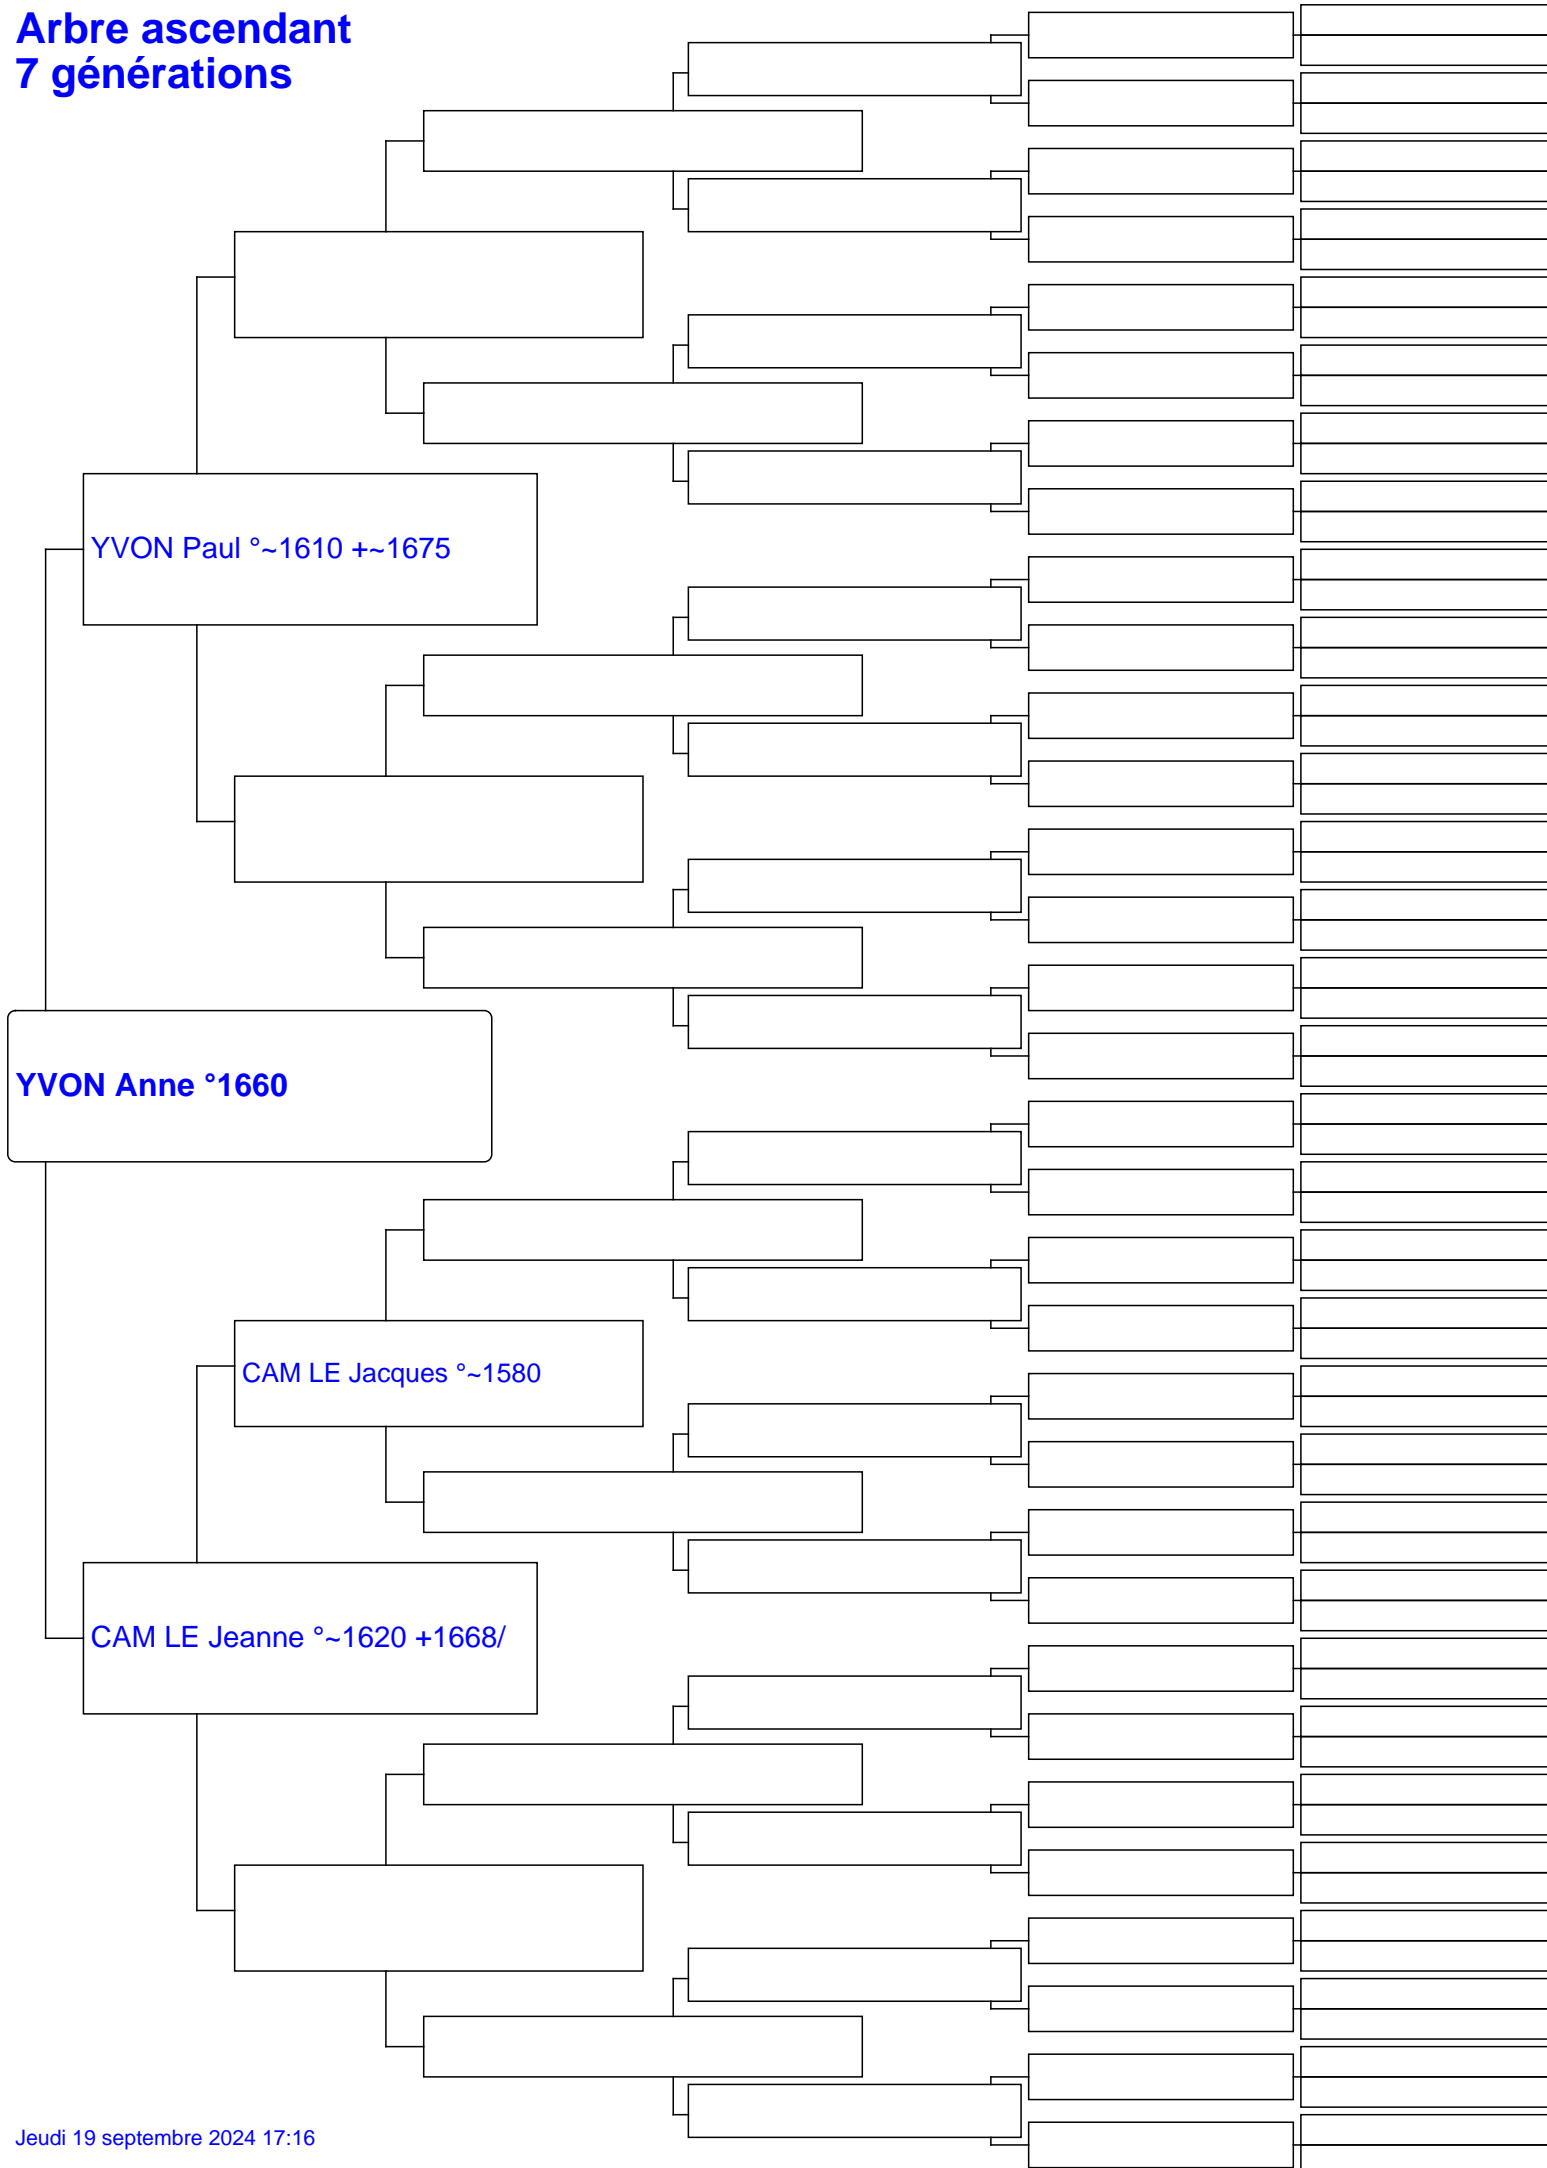 Arbre ascendant
7 générations
YVON Paul °~1610 +~1675
YVON Anne °1660
CAM LE Jacques °~1580
CAM LE Jeanne °~1620 +1668/
Jeudi 19 septembre 2024 17:16